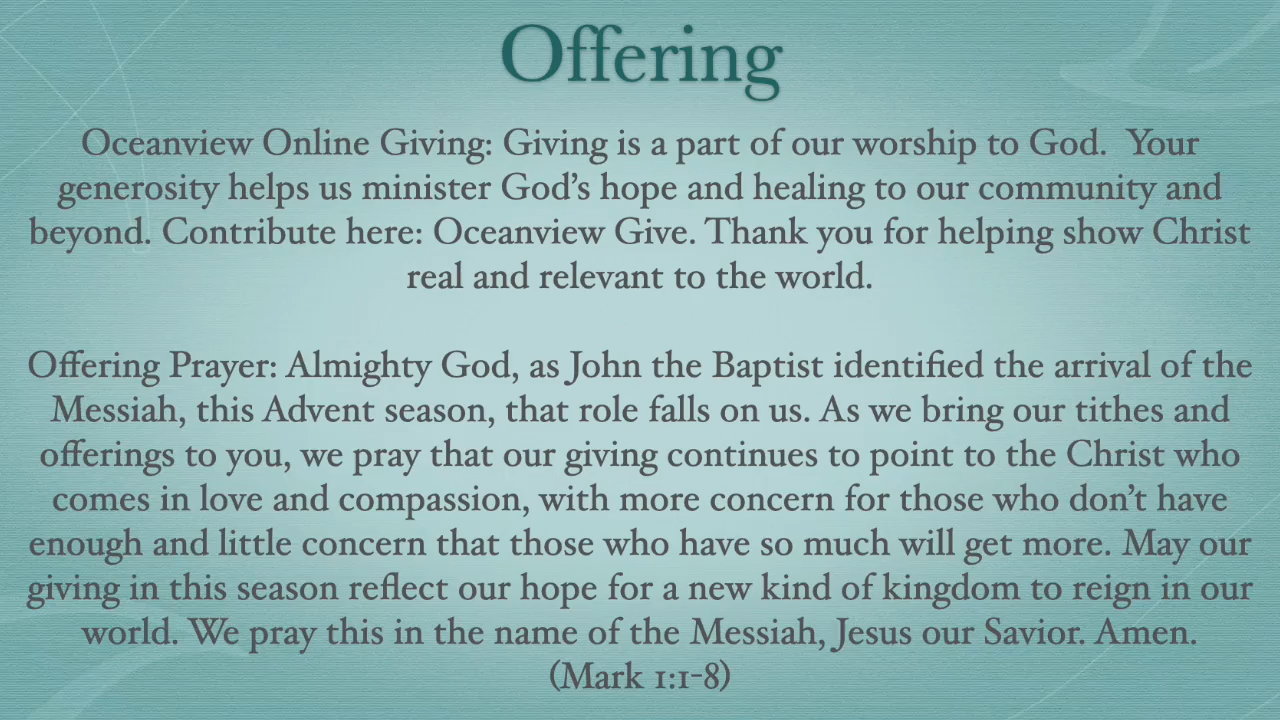 Offering
Oceanview Online Giving: Giving is a part of our worship to God.  Your
generosity helps us minister God’s hope and healing to our community and
beyond. Contribute here: Oceanview Give. Thank you for helping show Christ
real and relevant to the world.
Offering Prayer: Almighty God, as John the Baptist identified the arrival of the
Messiah, this Advent season, that role falls on us. As we bring our tithes and
offerings to you, we pray that our giving continues to point to the Christ who
comes in love and compassion, with more concern for those who don’t have
enough and little concern that those who have so much will get more. May our
giving in this season reflect our hope for a new kind of kingdom to reign in our
world. We pray this in the name of the Messiah, Jesus our Savior. Amen.
(Mark 1:1-8)